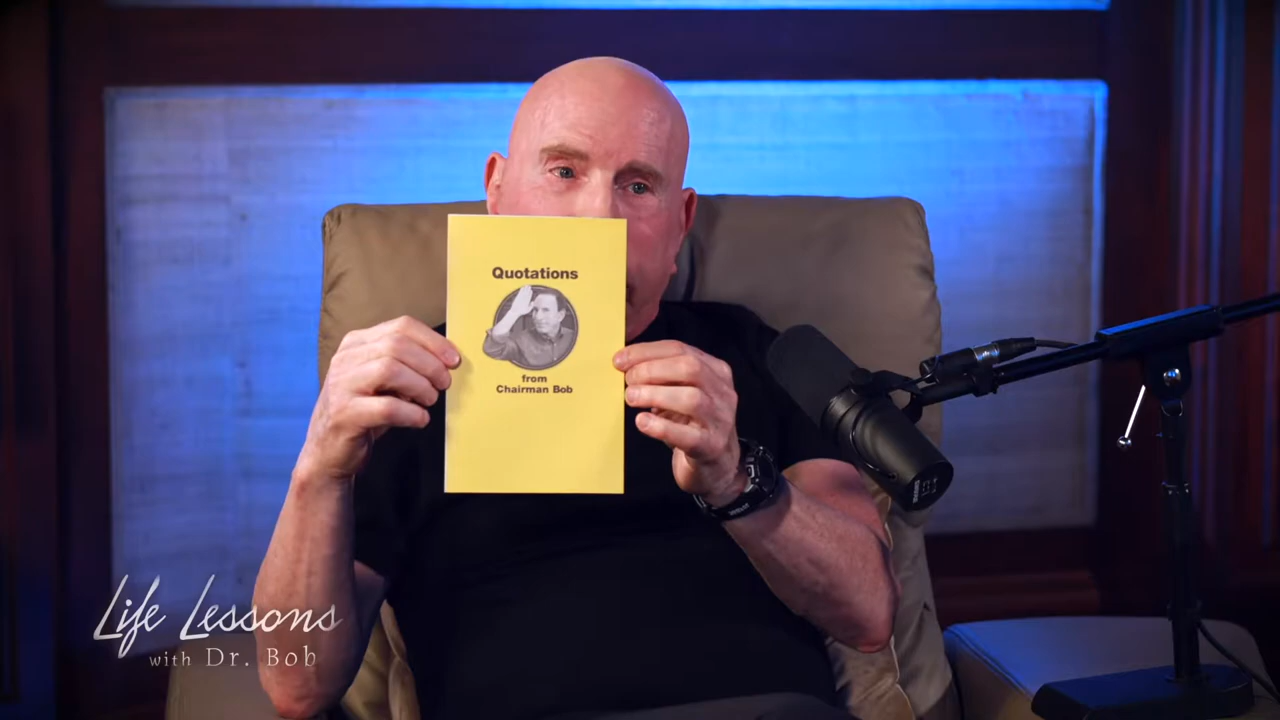 Quotations
from
Chairman Bob
Life Lessons
with Dr. Bob